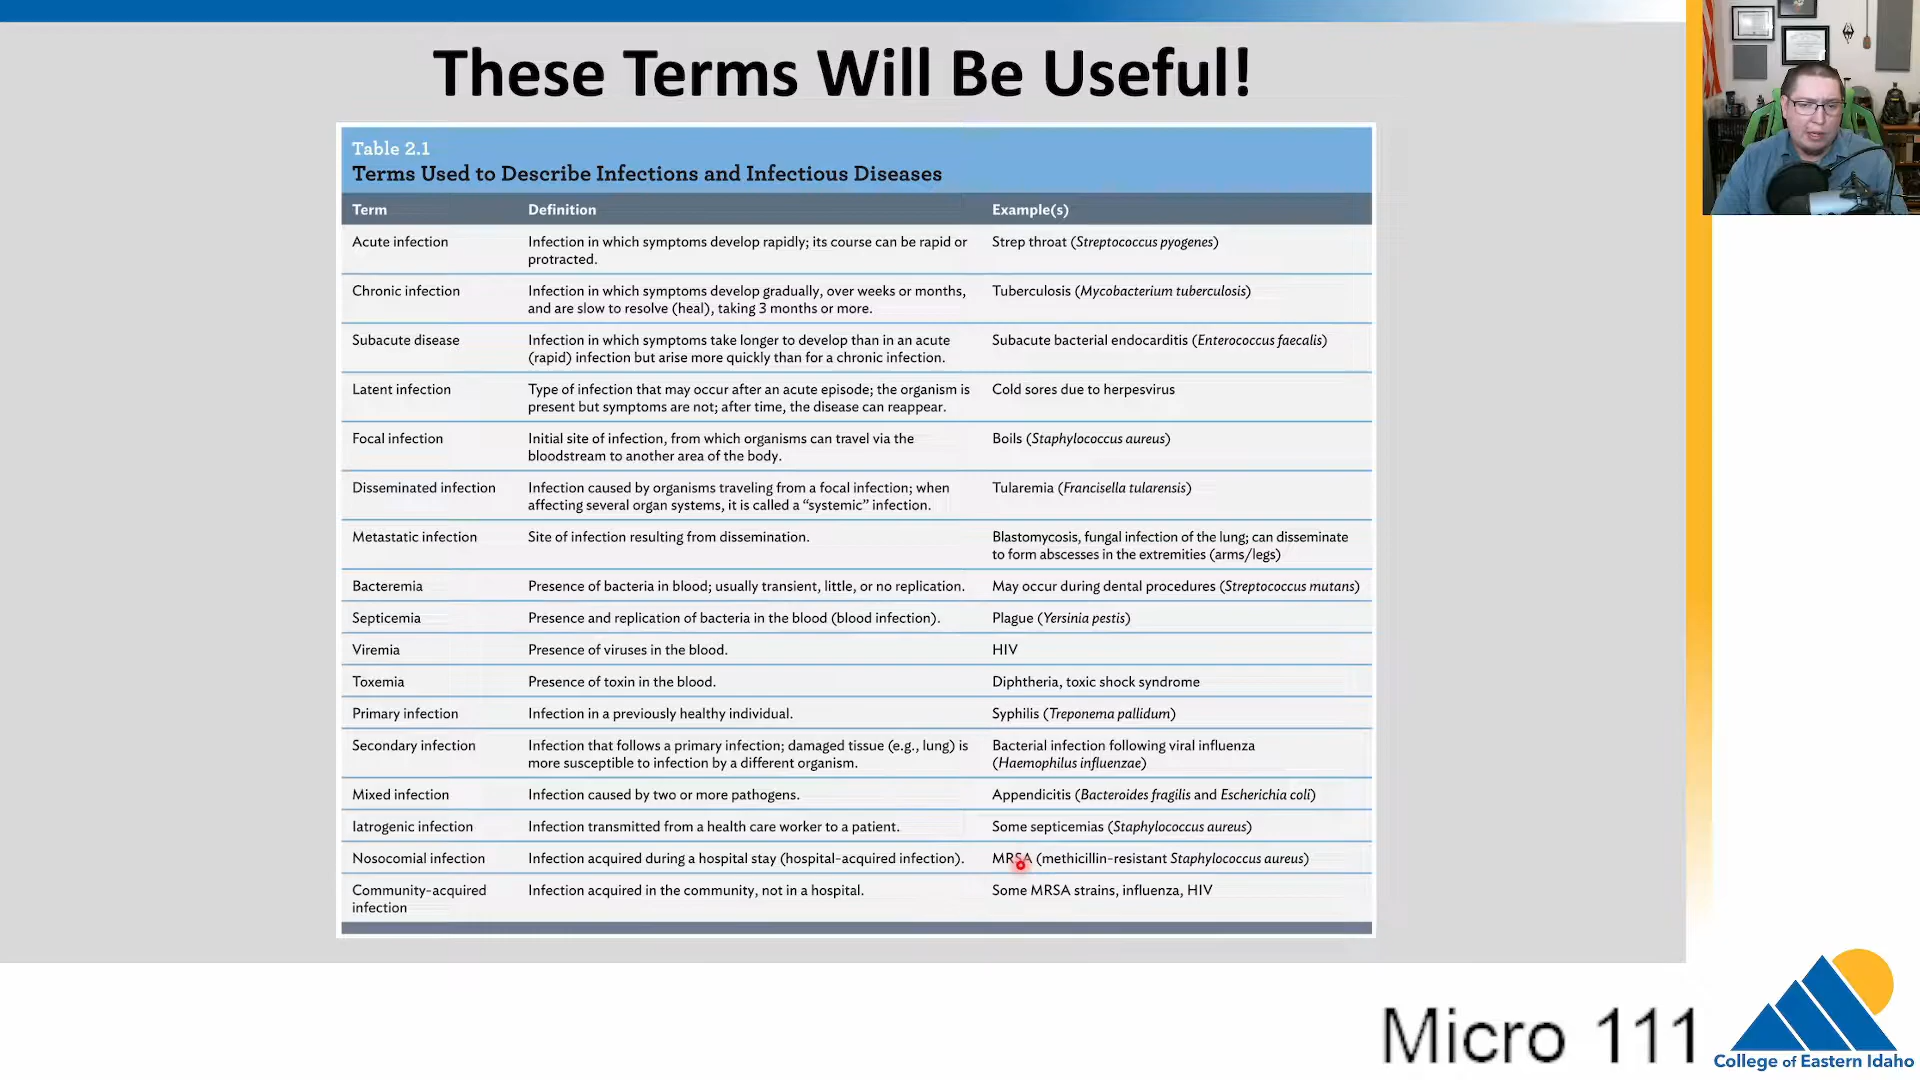 These Terms Will Be Useful!
Table 2.1
Terms Used to Describe Infections and Infectious Diseases
Term Definition Example(s)
Acute infection Infection in which symptoms develop rapidly; its course can be rapid or Strep throat (Streptococcus pyogenes)
protracted.
Chronic infection Infection in which symptoms develop gradually, over weeks or months, Tuberculosis (Mycobacterium tuberculosis)
and are slow to resolve (heal), taking 3 months or more.
Subacute disease Infection in which symptoms take longer to develop than in an acute Subacute bacterial endocarditis (Enterococcus faecalis)
(rapid) infection but arise more quickly than for a chronic infection.
Latent infection Type of infection that may occur after an acute episode; the organism is Cold sores due to herpesvirus
present but symptoms are not; after time, the disease can reappear.
Focal infection Initial site of infection, from which organisms can travel via the Boils (Staphylococcus aureus)
bloodstream to another area of the body.
Disseminated infection Infection caused by organisms traveling from a focal infection; when Tularemia (Francisella tularensis)
affecting several organ systems, it is called a “systemic” infection.
Metastatic infection Site of infection resulting from dissemination. Blastomycosis, fungal infection of the lung; can disseminate
to form abscesses in the extremities (arms/legs)
Bacteremia Presence of bacteria in blood; usually transient, little, or no replication. May occur during dental procedures (Streptococcus mutans)
Septicemia Presence and replication of bacteria in the blood (blood infection). Plague (Yersinia pestis)
Viremia Presence of viruses in the blood. HIV
Toxemia Presence of toxin in the blood. Diphtheria, toxic shock syndrome
Primary infection Infection in a previously healthy individual. Syphilis (Treponema pallidum)
Secondary infection Infection that follows a primary infection; damaged tissue (e.g., lung) is Bacterial infection following viral influenza
more susceptible to infection by a different organism. (Haemophilus influenzae)
Mixed infection Infection caused by two or more pathogens. Appendicitis (Bacteroides fragilis and Escherichia coli)
Iatrogenic infection Infection transmitted from a health care worker to a patient. Some septicemias (Staphylococcus aureus)
Nosocomial infection Infection acquired during a hospital stay (hospital-acquired infection). MRSA (methicillin-resistant Staphylococcus aureus)
Community-acquired Infection acquired in the community, not in a hospital. Some MRSA strains, influenza, HIV
infection
Micro 111
College of Eastern Idaho